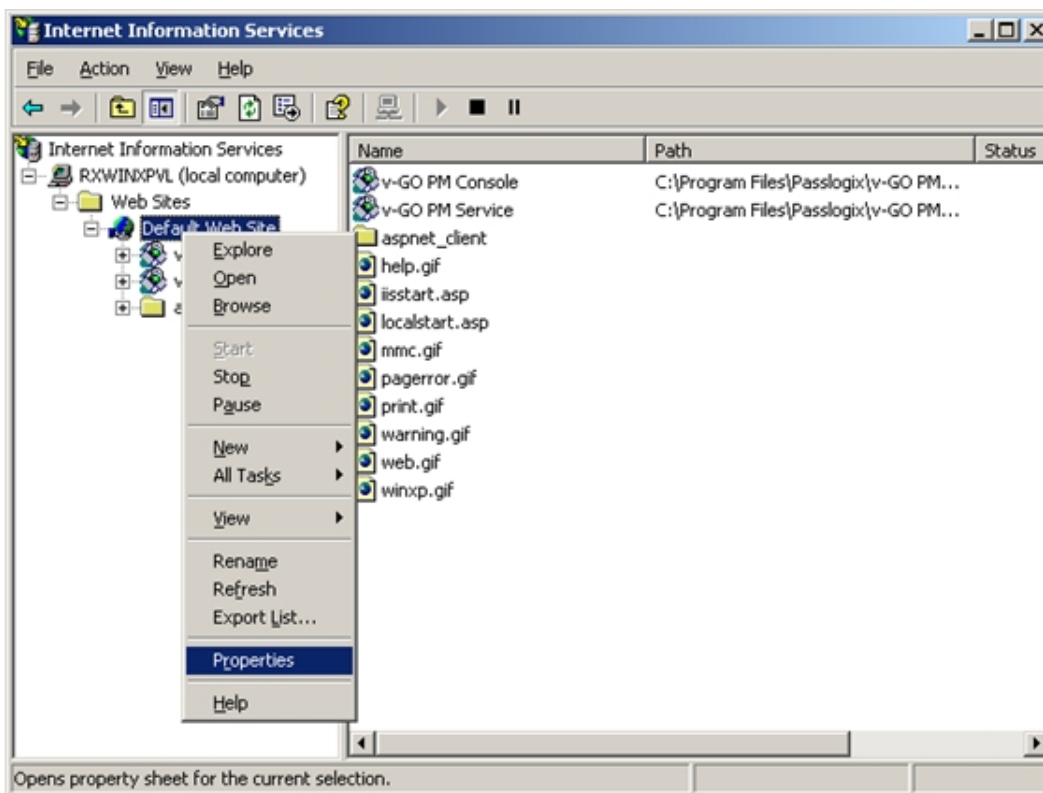 Internet Information Services
File Action View Help
Internet Information Services
RXWINXPVL (local computer)
Web Sites
Default Web Site
v
v
a
Explore
Open
Browse
Start
Stop
Pause
New
All Tasks
View
Rename
Refresh
Export List...
Properties
Help
Name Path Status
v-GO PM Console C:\Program Files\Passlogix\v-GO PM...
v-GO PM Service C:\Program Files\Passlogix\v-GO PM...
aspnet_client
help.gif
iisstart.asp
localstart.asp
mmc.gif
pagerror.gif
print.gif
warning.gif
web.gif
winxp.gif
Opens property sheet for the current selection.